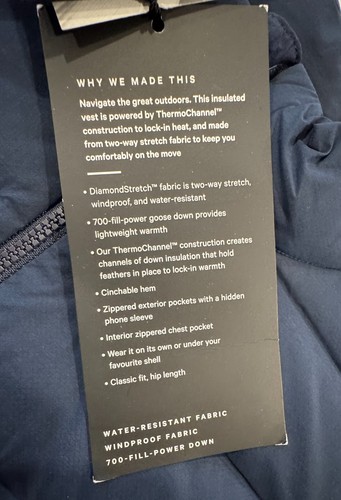 WHY WE MADE THIS
Navigate the great outdoors. This insulated
vest is powered by ThermoChannel™
construction to lock-in heat, and made
from two-way stretch fabric to keep you
comfortably on the move
• DiamondStretch™ fabric is two-way stretch,
windproof, and water-resistant
• 700-fill-power goose down provides
lightweight warmth
• Our ThermoChannel™ construction creates
channels of down insulation that hold
feathers in place to lock-in warmth
• Cinchable hem
• Zippered exterior pockets with a hidden
phone sleeve
• Interior zippered chest pocket
• Wear it on its own or under your
favourite shell
• Classic fit, hip length
WATER-RESISTANT FABRIC
WINDPROOF FABRIC
700-FILL-POWER DOWN